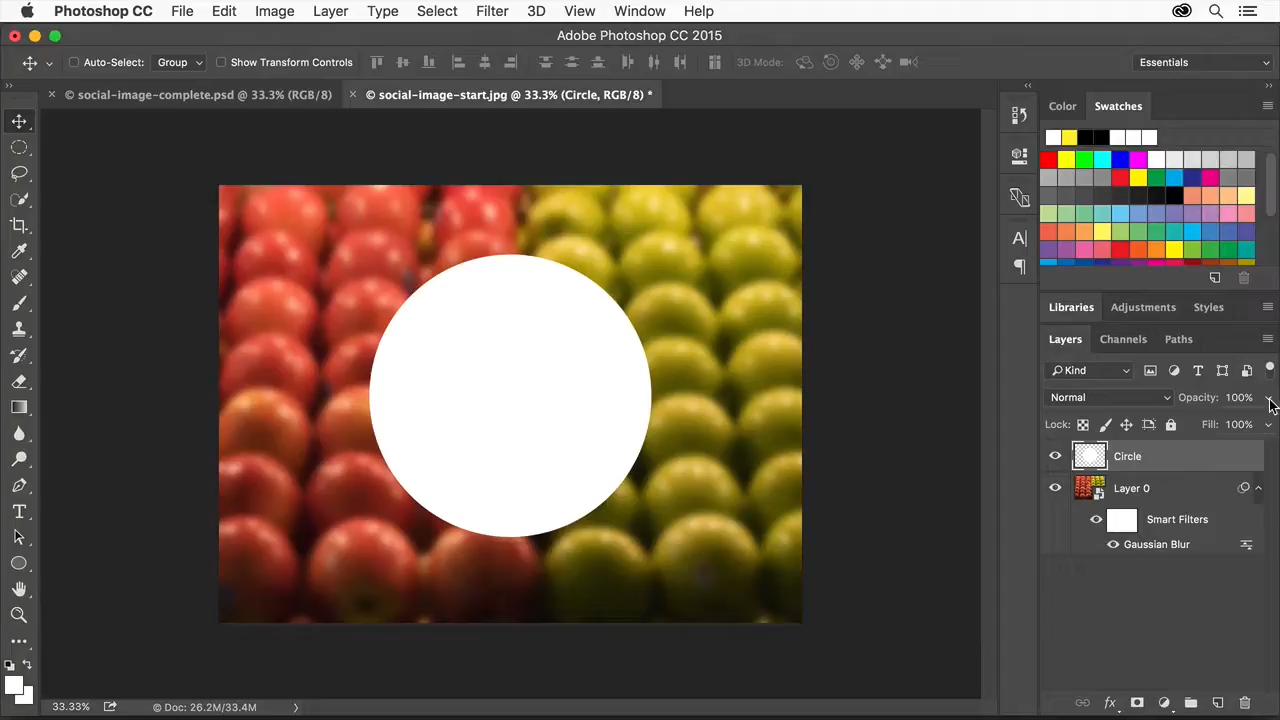 Photoshop CC File Edit Image Layer Type Select Filter 3D View Window Help
Adobe Photoshop CC 2015
Auto-Select: Group Show Transform Controls 3D Mode: Essentials
© social-image-complete.psd @ 33.3% (RGB/8) © social-image-start.jpg @ 33.3% (Circle, RGB/8) *
Color Swatches
Libraries Adjustments Styles
Layers Channels Paths
Kind
Normal Opacity: 100%
Lock: Fill: 100%
Circle
Layer 0
Smart Filters
Gaussian Blur
33.33% © Doc: 26.2M/33.4M